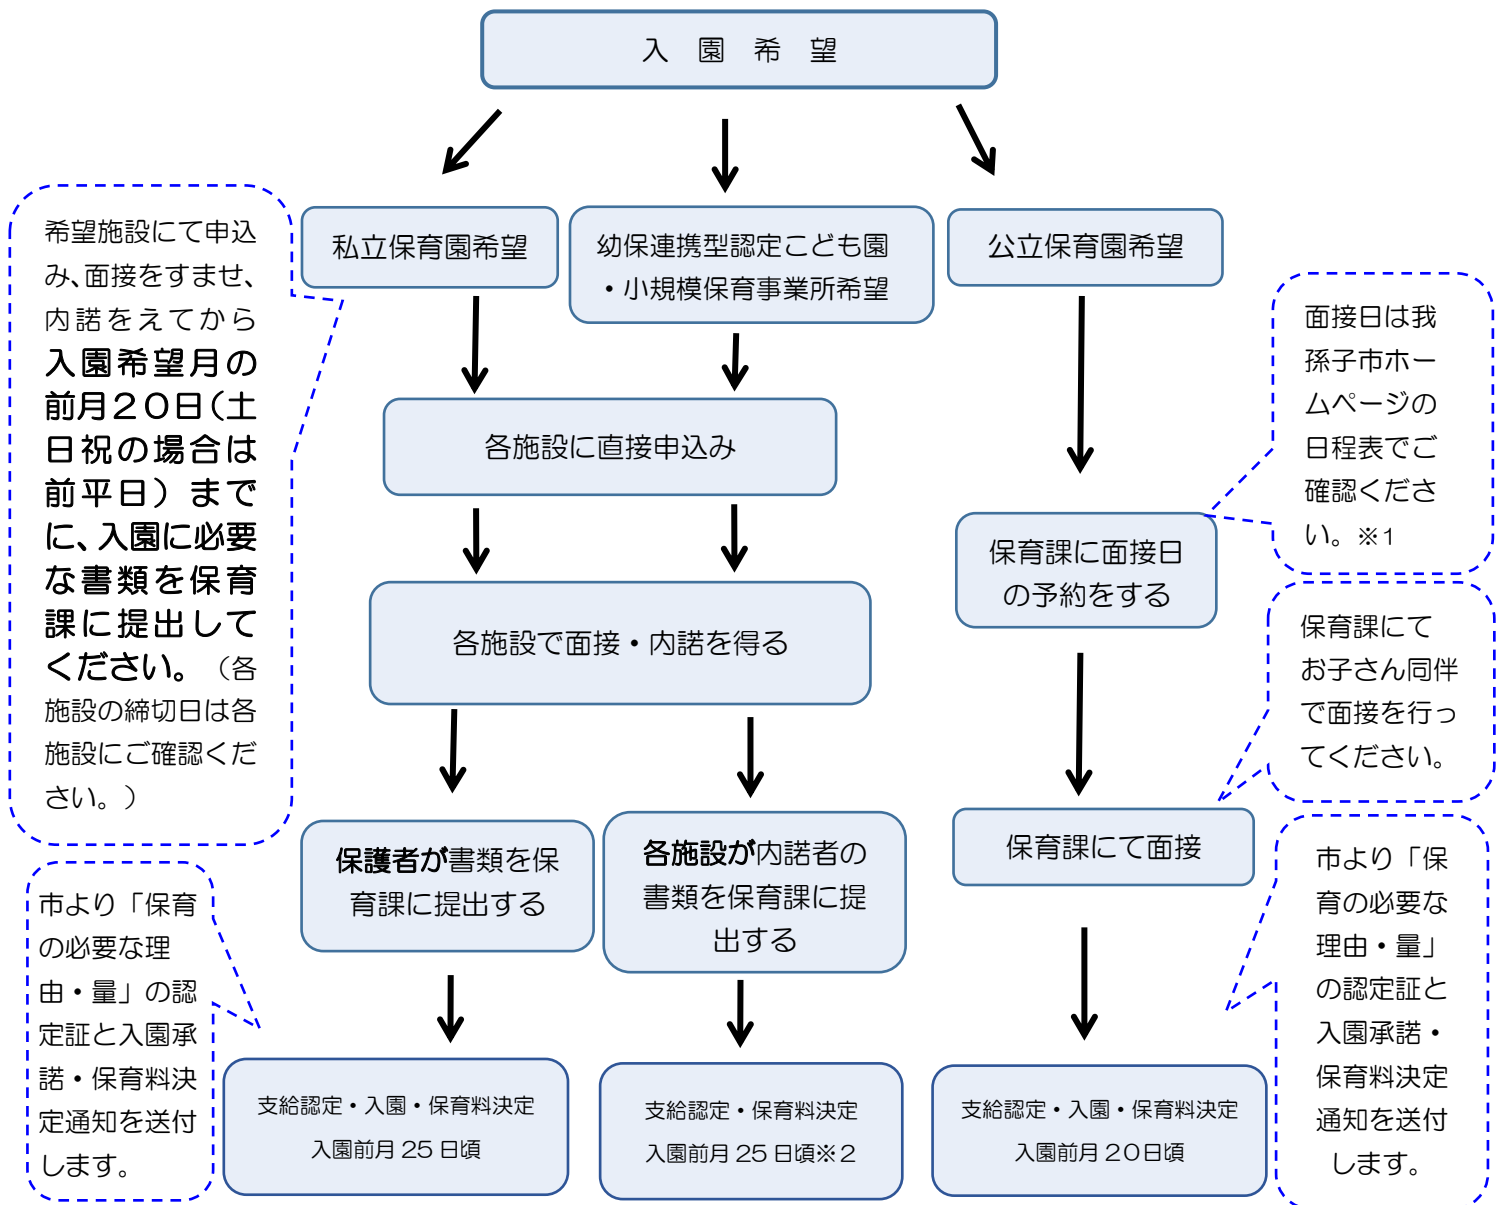 入　園　希　望
希望施設にて申込
み、面接をすませ、
内諾をえてから
入園希望月の
前月２０日（土
日祝の場合は
前平日）まで
に、入園に必要
な書類を保育
課に提出して
ください。（各
施設の締切日は各
施設にご確認くだ
さい。）
私立保育園希望
幼保連携型認定こども園
・小規模保育事業所希望
公立保育園希望
面接日は我
孫子市ホー
ムページの
日程表でご
確認くださ
い。※1
各施設に直接申込み
保育課に面接日
の予約をする
各施設で面接・内諾を得る
保育課にて
お子さん同伴
で面接を行っ
てください。
保護者が書類を保
育課に提出する
各施設が内諾者の
書類を保育課に提
出する
保育課にて面接
市より「保育
の必要な理
由・量」の認
定証と入園承
諾・保育料決
定通知を送付
します。
市より「保
育の必要な
理由・量」
の認定証と
入園承諾・
保育料決定
通知を送付
します。
支給認定・入園・保育料決定
入園前月 25 日頃
支給認定・保育料決定
入園前月 25 日頃※２
支給認定・入園・保育料決定
入園前月 ２０日頃